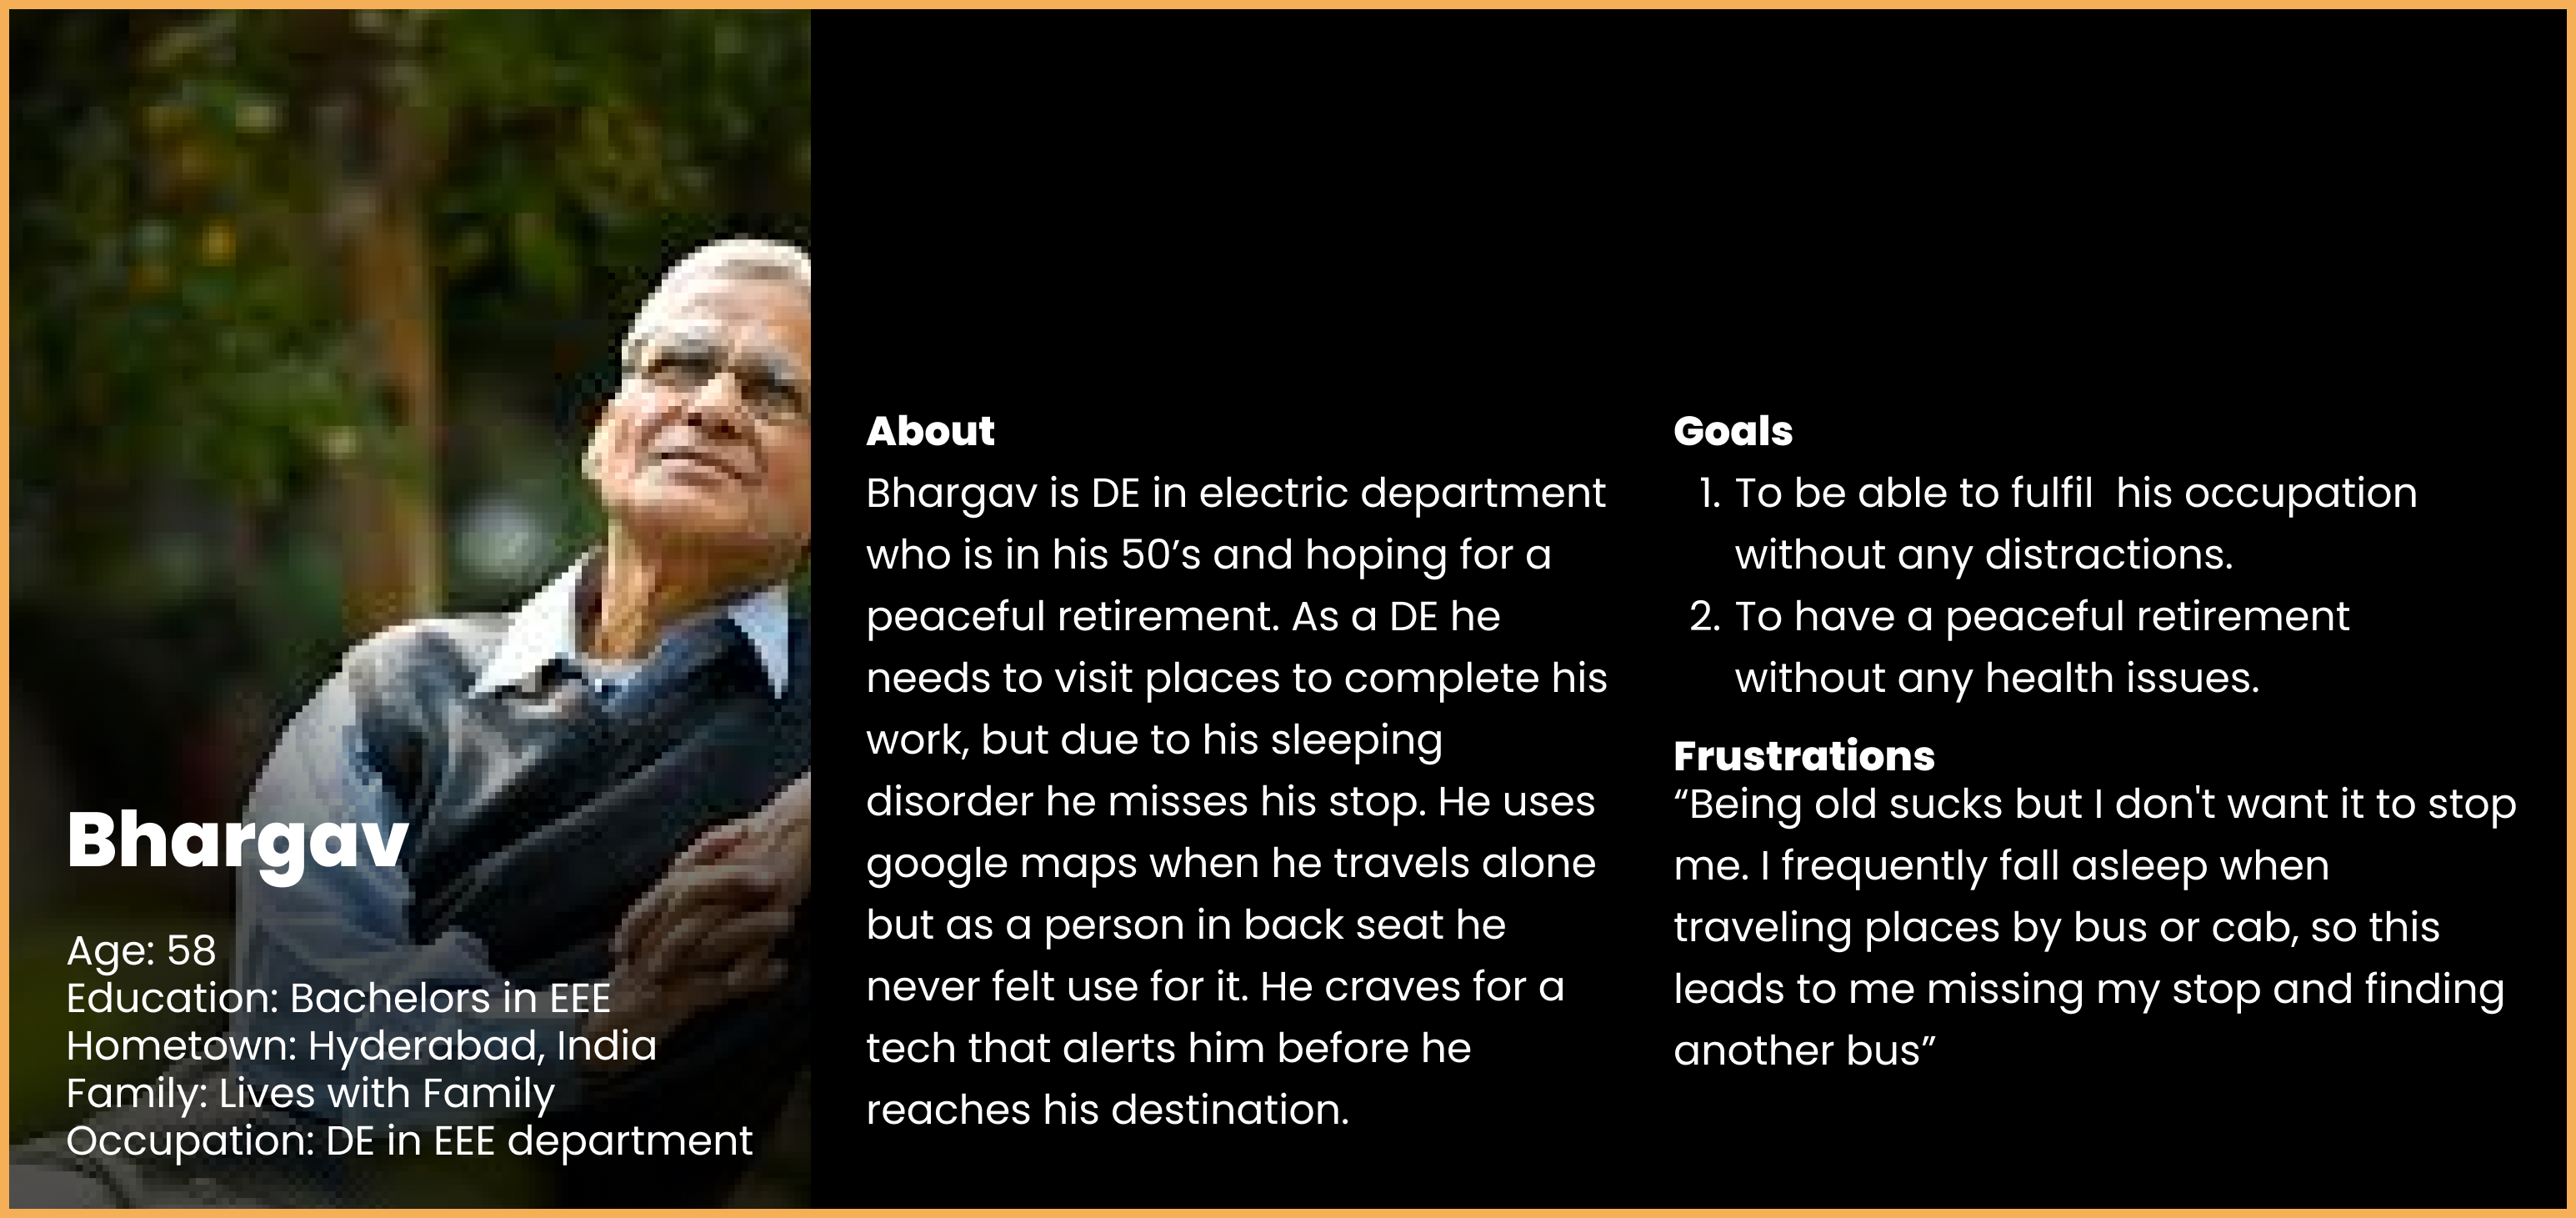 Bhargav
Age: 58
Education: Bachelors in EEE
Hometown: Hyderabad, India
Family: Lives with Family
Occupation: DE in EEE department
About
Bhargav is DE in electric department
who is in his 50’s and hoping for a
peaceful retirement. As a DE he
needs to visit places to complete his
work, but due to his sleeping
disorder he misses his stop. He uses
google maps when he travels alone
but as a person in back seat he
never felt use for it. He craves for a
tech that alerts him before he
reaches his destination.
Goals
1. To be able to fulfil  his occupation
without any distractions.
2. To have a peaceful retirement
without any health issues.
Frustrations
“Being old sucks but I don't want it to stop
me. I frequently fall asleep when
traveling places by bus or cab, so this
leads to me missing my stop and finding
another bus”